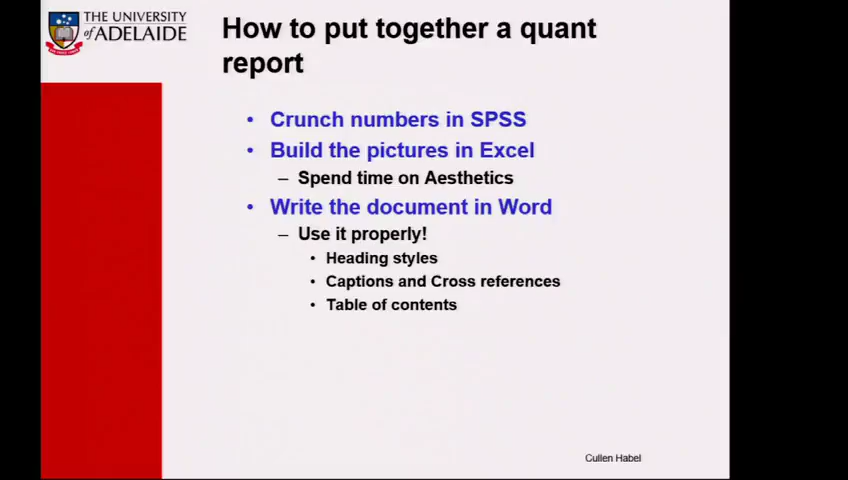 THE UNIVERSITY
of ADELAIDE
How to put together a quant
report
• Crunch numbers in SPSS
• Build the pictures in Excel
– Spend time on Aesthetics
• Write the document in Word
– Use it properly!
• Heading styles
• Captions and Cross references
• Table of contents
Cullen Habel